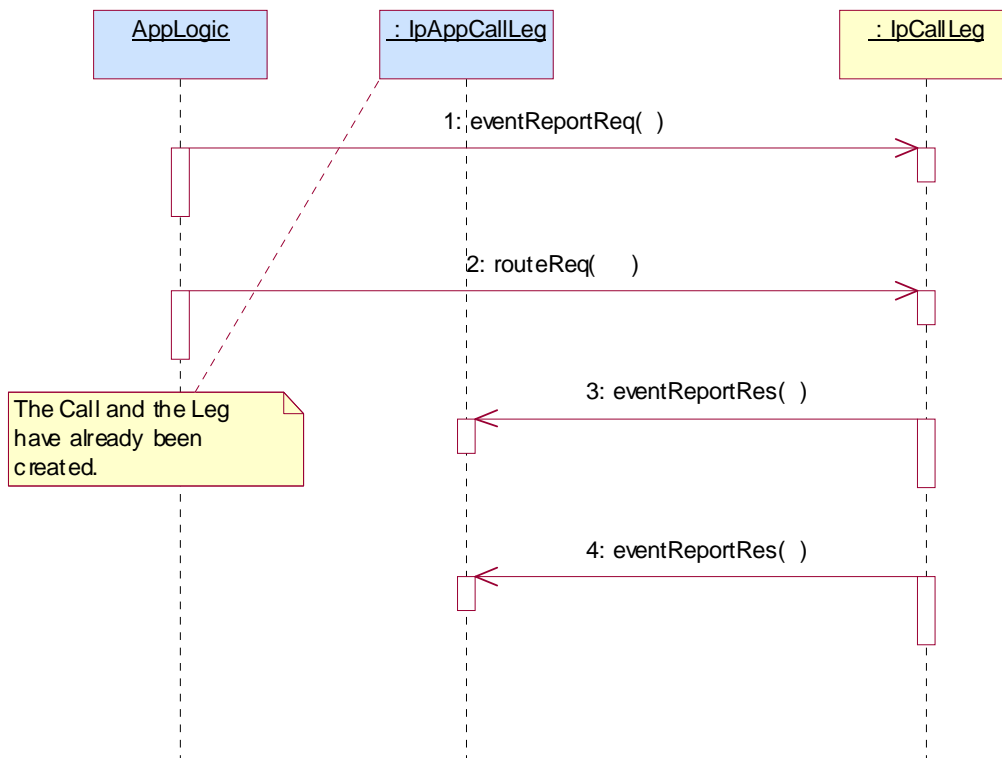 AppLogic
: IpAppCallLeg
: IpCallLeg
1: eventReportReq( )
2: routeReq( )
The Call and the Leg
have already been
created.
3: eventReportRes( )
4: eventReportRes( )